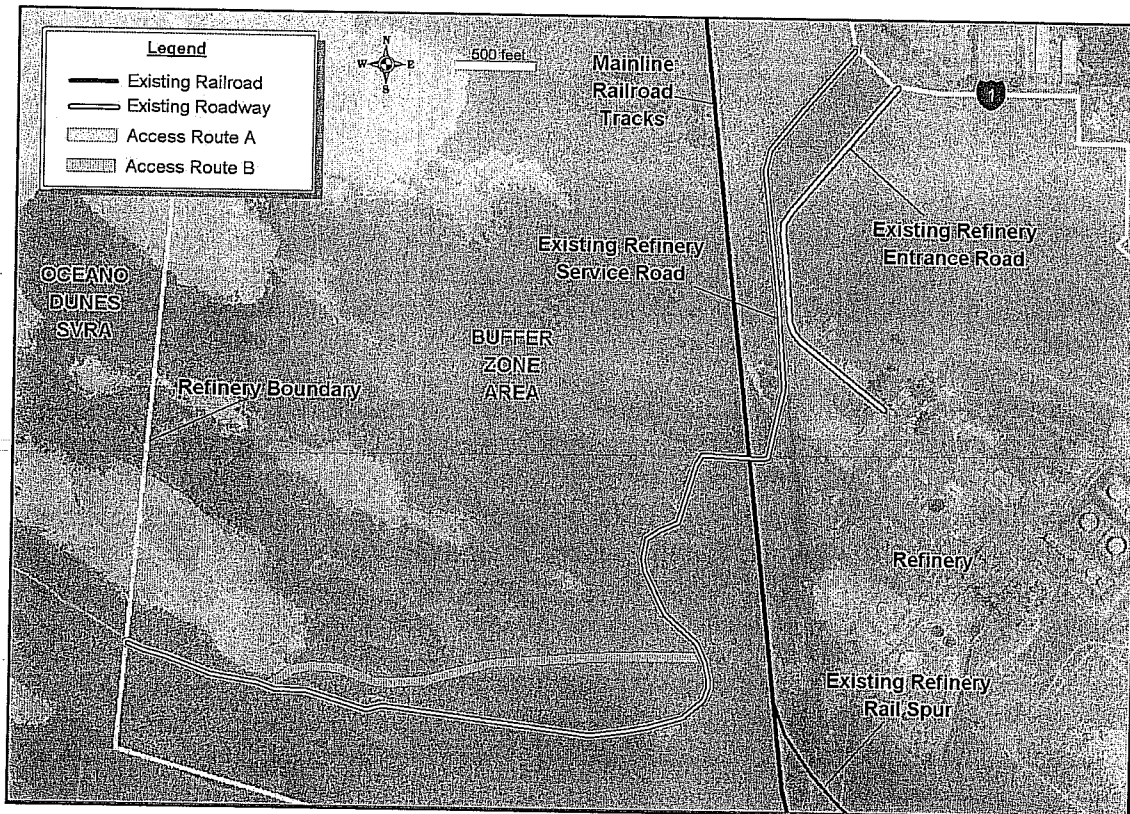 Legend
Existing Railroad
Existing Roadway
Access Route A
Access Route B
N
W E
S
500 feet
Mainline
Railroad
Tracks
1
Existing Refinery
Service Road
Existing Refinery
Entrance Road
OCEANO
DUNES
SVRA
BUFFER
ZONE
AREA
Refinery Boundary
Refinery
Existing Refinery
Rail Spur